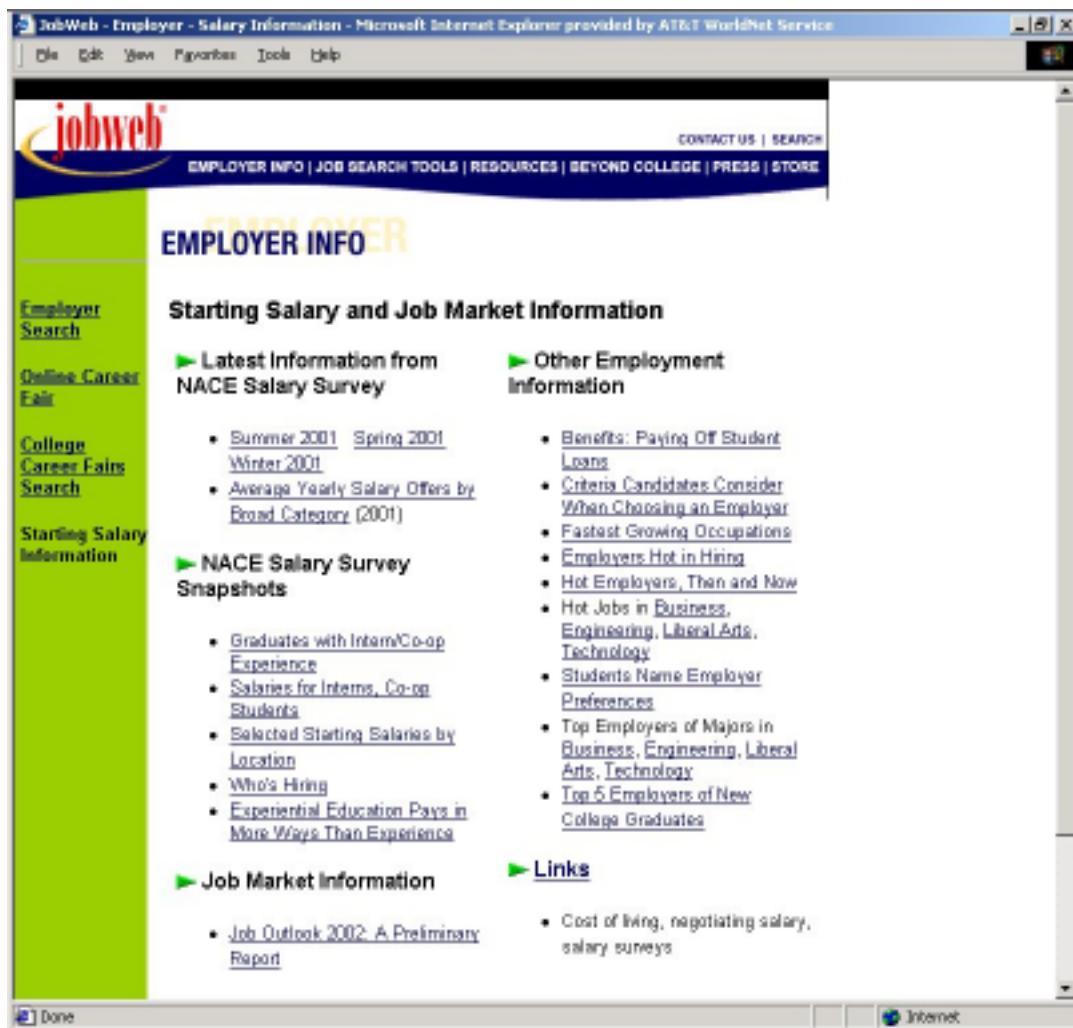 JobWeb - Employer - Salary Information - Microsoft Internet Explorer provided by AT&T WorldNet Service
File Edit View Favorites Tools Help
jobweb
CONTACT US | SEARCH
EMPLOYER INFO | JOB SEARCH TOOLS | RESOURCES | BEYOND COLLEGE | PRESS | STORE
EMPLOYER
EMPLOYER INFO
Employer
Search
Online Career
Fair
College
Career Fairs
Search
Starting Salary
Information
Starting Salary and Job Market Information
Latest Information from
NACE Salary Survey
• Summer 2001 Spring 2001
Winter 2001
• Average Yearly Salary Offers by
Broad Category (2001)
NACE Salary Survey
Snapshots
• Graduates with Intern/Co-op
Experience
• Salaries for Interns, Co-op
Students
• Selected Starting Salaries by
Location
• Who's Hiring
• Experiential Education Pays in
More Ways Than Experience
Job Market Information
• Job Outlook 2002: A Preliminary
Report
Other Employment
Information
• Benefits: Paying Off Student
Loans
• Criteria Candidates Consider
When Choosing an Employer
• Fastest Growing Occupations
• Employers Hot in Hiring
• Hot Employers, Then and Now
• Hot Jobs in Business,
Engineering, Liberal Arts,
Technology
• Students Name Employer
Preferences
• Top Employers of Majors in
Business, Engineering, Liberal
Arts, Technology
• Top 5 Employers of New
College Graduates
Links
• Cost of living, negotiating salary,
salary surveys
Done
Internet